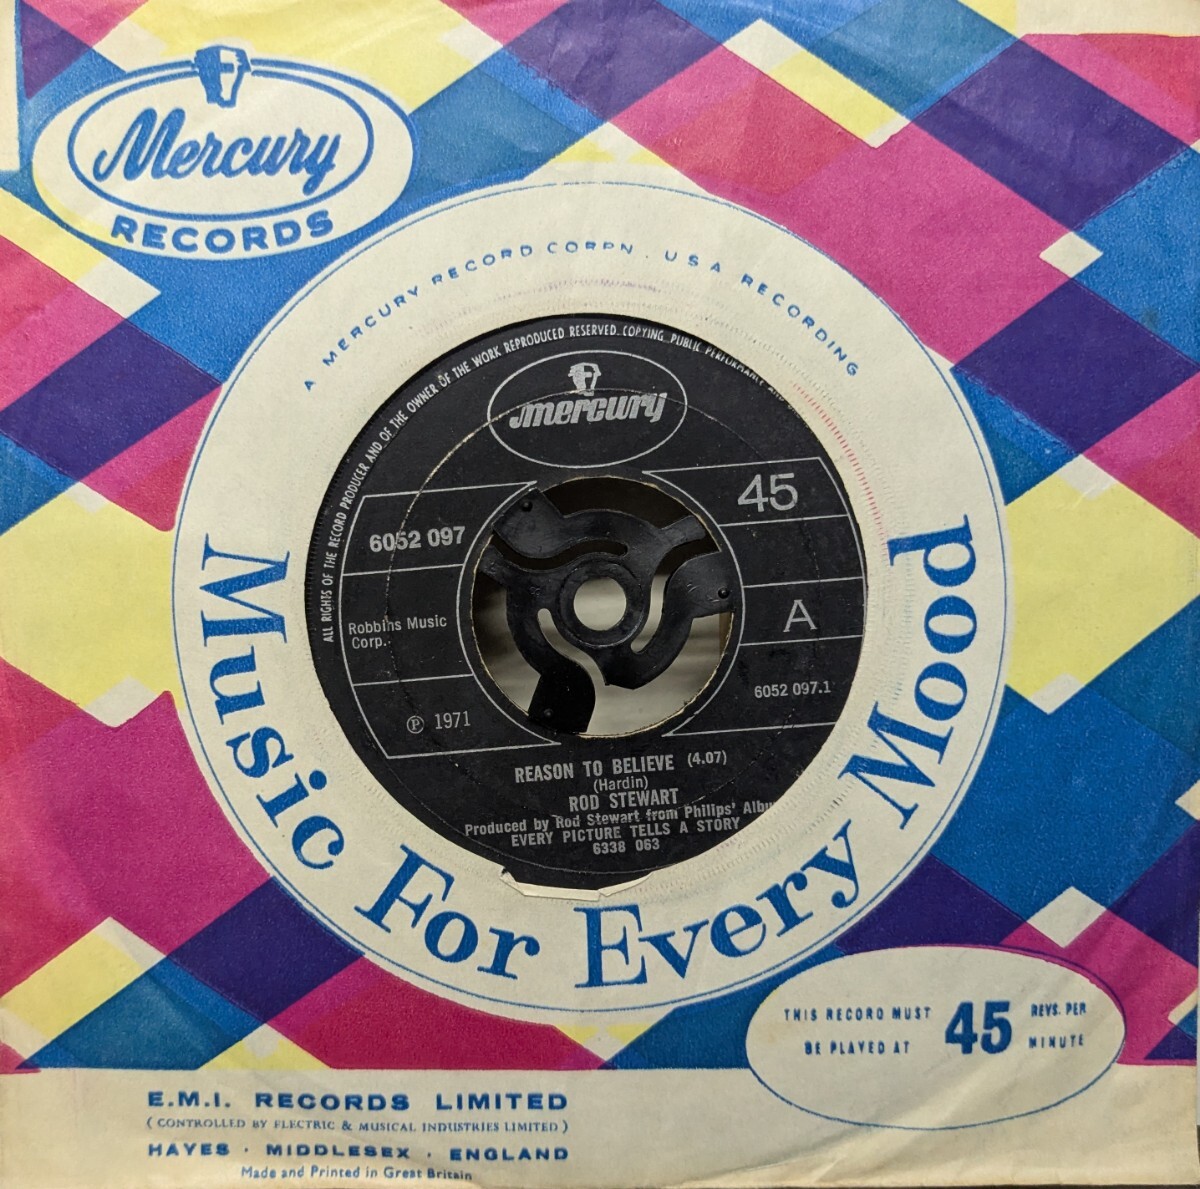 Mercury
RECORDS
A MERCURY RECORD CORPN. USA RECORDING
ALL RIGHTS OF THE RECORD PRODUCER AND OF THE OWNER OF THE WORK REPRODUCED RESERVED. COPYING, PUBLIC PERFORMANCE AND
mercury
45
6052 097
A
Robbins Music
Corp.
6052 097.1
℗ 1971
REASON TO BELIEVE (4.07)
(Hardin)
ROD STEWART
Produced by Rod Stewart from Philips' Album
EVERY PICTURE TELLS A STORY
6338 063
Music For Every Mood
THIS RECORD MUST
BE PLAYED AT
45
REVS. PER
MINUTE
E.M.I. RECORDS LIMITED
(CONTROLLED BY ELECTRIC & MUSICAL INDUSTRIES LIMITED)
HAYES · MIDDLESEX · ENGLAND
Made and Printed in Great Britain